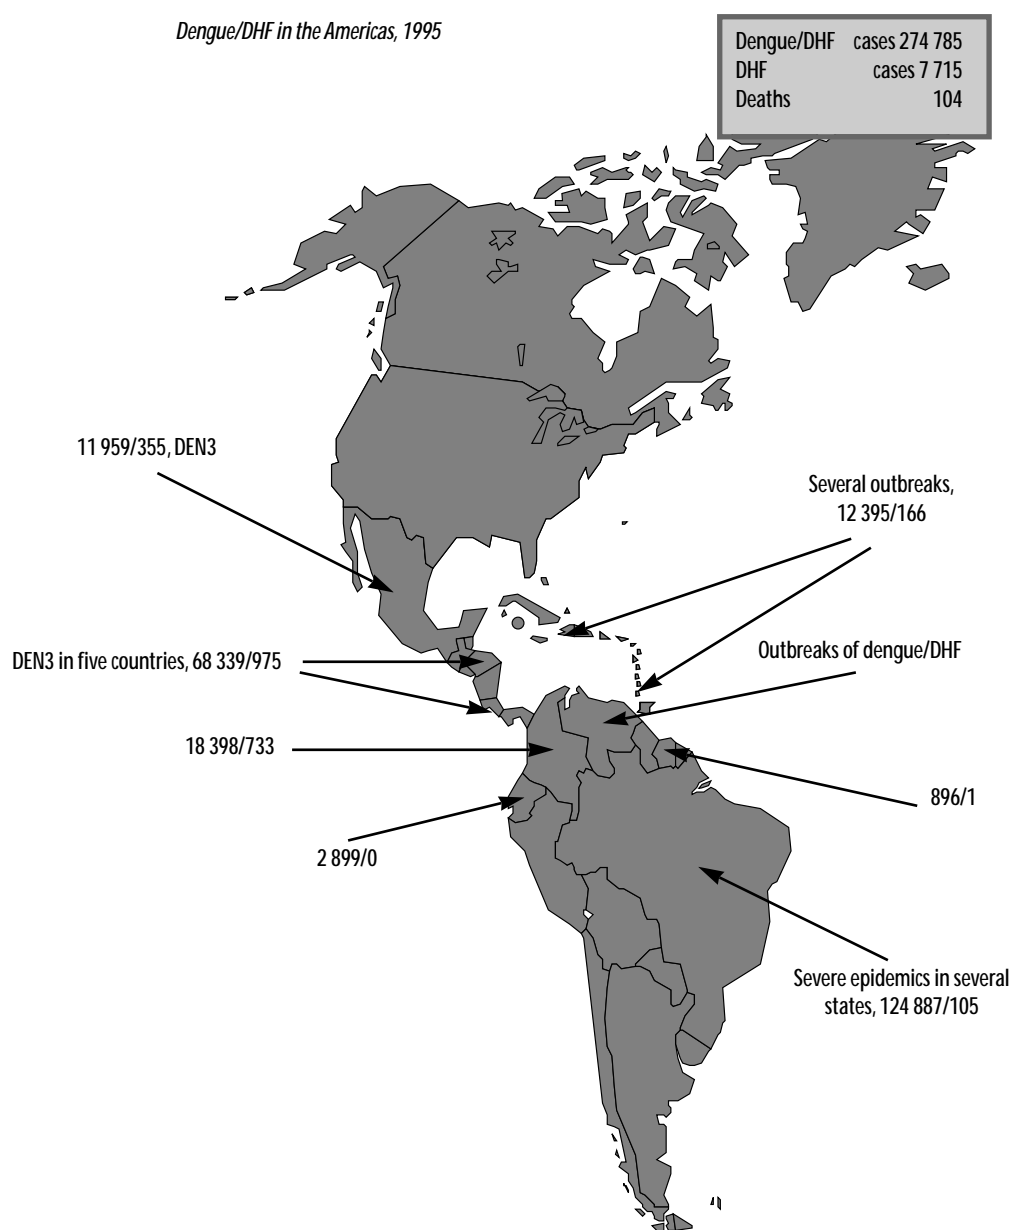 Dengue/DHF in the Americas, 1995
Dengue/DHF cases 274 785
DHF cases 7 715
Deaths 104
11 959/355, DEN3
Several outbreaks,
12 395/166
DEN3 in five countries, 68 339/975
Outbreaks of dengue/DHF
18 398/733
896/1
2 899/0
Severe epidemics in several
states, 124 887/105